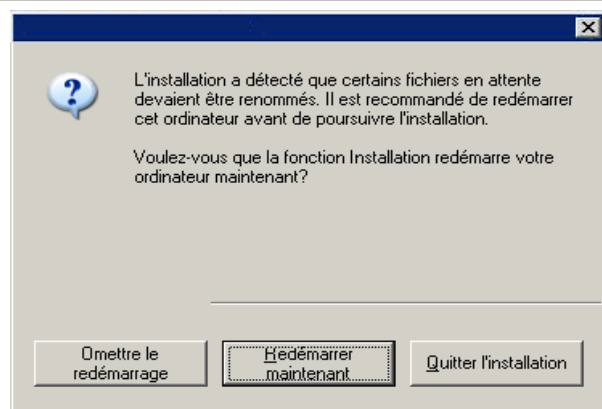 L'installation a détecté que certains fichiers en attente
devaient être renommés. Il est recommandé de redémarrer
cet ordinateur avant de poursuivre l'installation.
Voulez-vous que la fonction Installation redémarre votre
ordinateur maintenant?
Omettre le
redémarrage
Redémarrer
maintenant
Quitter l'installation